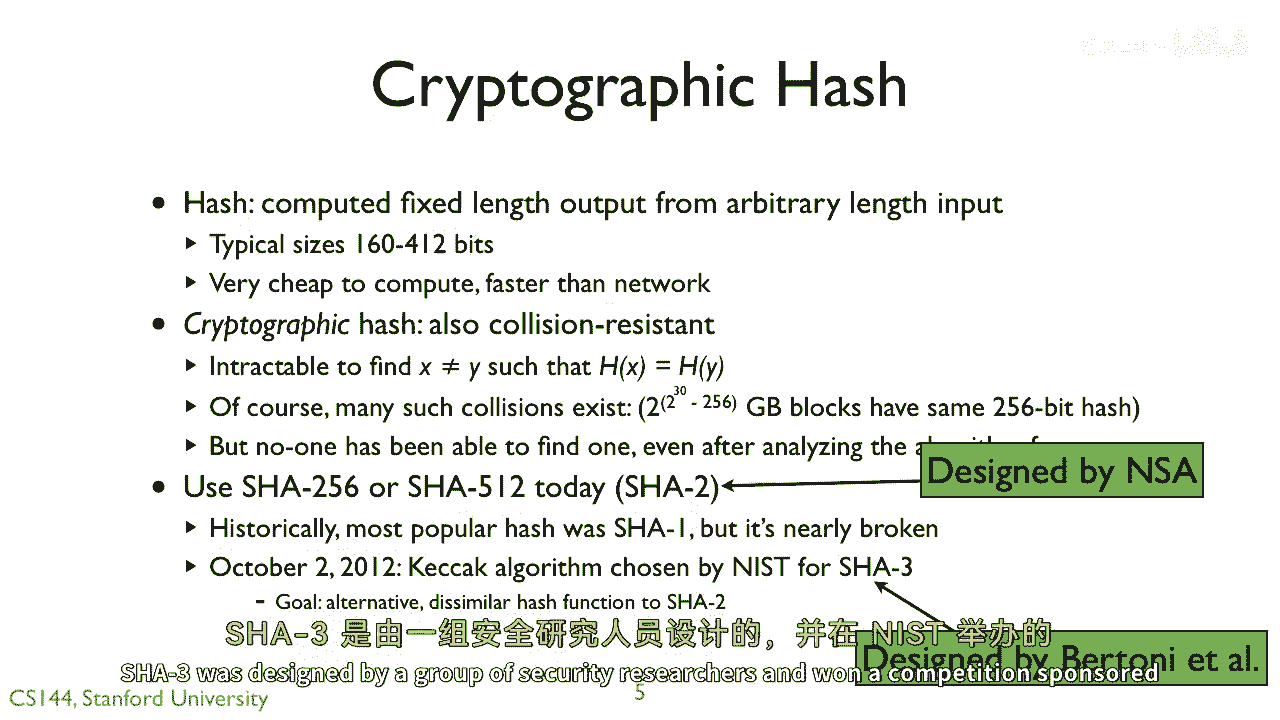 Cryptographic Hash
• Hash: computed fixed length output from arbitrary length input
‣ Typical sizes 160-412 bits
‣ Very cheap to compute, faster than network
• Cryptographic hash: also collision-resistant
‣ Intractable to find x ≠ y such that H(x) = H(y)
‣ Of course, many such collisions exist: (2^(2^30 - 256) GB blocks have same 256-bit hash)
‣ But no-one has been able to find one, even after analyzing the
Designed by NSA
• Use SHA-256 or SHA-512 today (SHA-2)
‣ Historically, most popular hash was SHA-1, but it's nearly broken
‣ October 2, 2012: Keccak algorithm chosen by NIST for SHA-3
- Goal: alternative, dissimilar hash function to SHA-2
SHA-3 是由一组安全研究人员设计的，并在 NIST 举办的
Designed by Bertoni et al.
SHA-3 was designed by a group of security researchers and won a competition sponsored
CS144, Stanford University
5